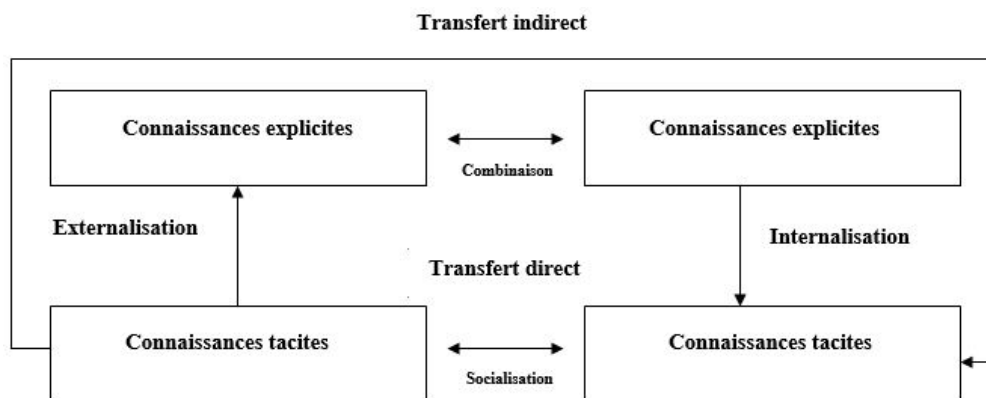 Transfert indirect
Connaissances explicites
Connaissances explicites
Combinaison
Externalisation
Internalisation
Transfert direct
Connaissances tacites
Connaissances tacites
Socialisation